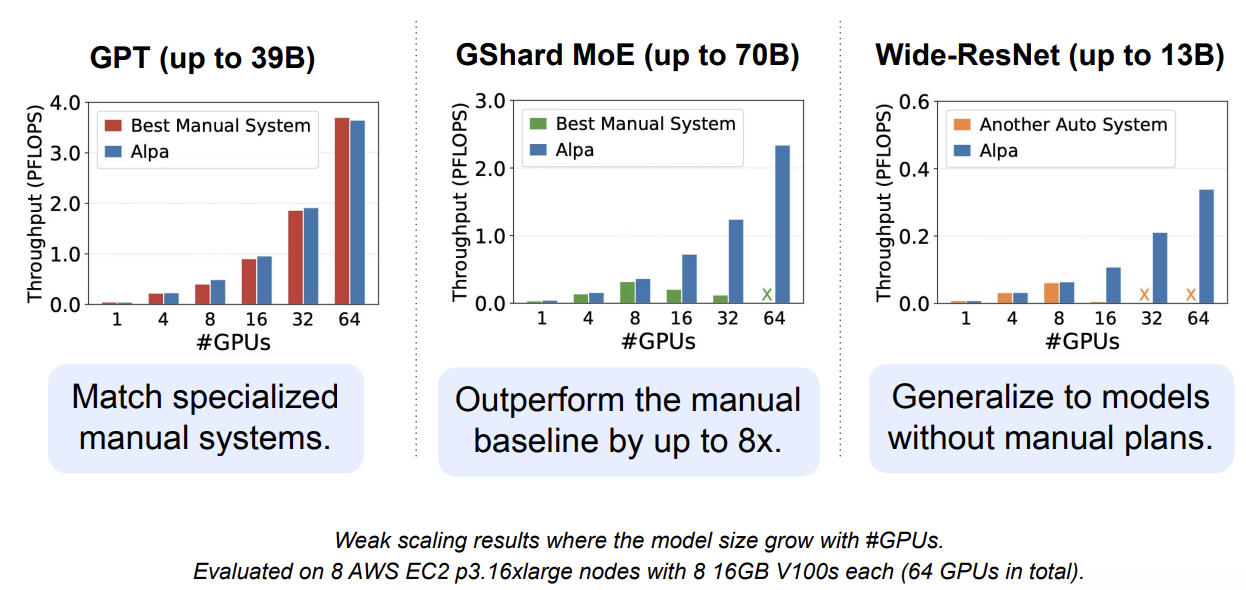 GPT (up to 39B)
4.0
3.0
2.0
1.0
0.0
Throughput (PFLOPS)
Best Manual System
Alpa
1 4 8 16 32 64
#GPUs
Match specialized
manual systems.
GShard MoE (up to 70B)
3.0
2.0
1.0
0.0
Throughput (PFLOPS)
Best Manual System
Alpa
X
1 4 8 16 32 64
#GPUs
Outperform the manual
baseline by up to 8x.
Wide-ResNet (up to 13B)
0.6
0.4
0.2
0.0
Throughput (PFLOPS)
Another Auto System
Alpa
X X
1 4 8 16 32 64
#GPUs
Generalize to models
without manual plans.
Weak scaling results where the model size grow with #GPUs.
Evaluated on 8 AWS EC2 p3.16xlarge nodes with 8 16GB V100s each (64 GPUs in total).